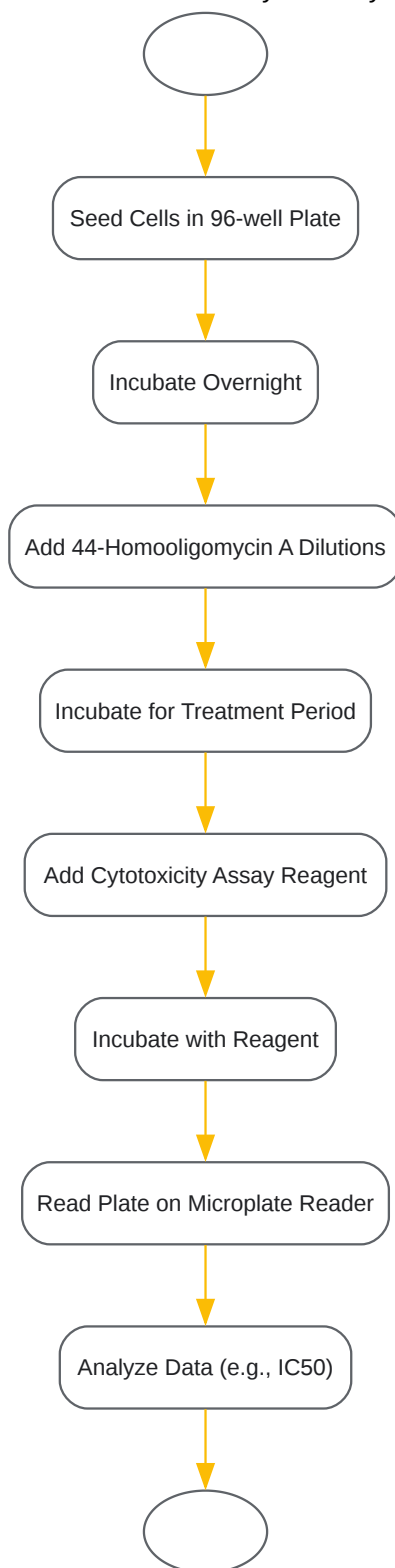 Seed Cells in 96-well Plate
Incubate Overnight
Add 44-Homooligomycin A Dilutions
Incubate for Treatment Period
Add Cytotoxicity Assay Reagent
Incubate with Reagent
Read Plate on Microplate Reader
Analyze Data (e.g., IC50)